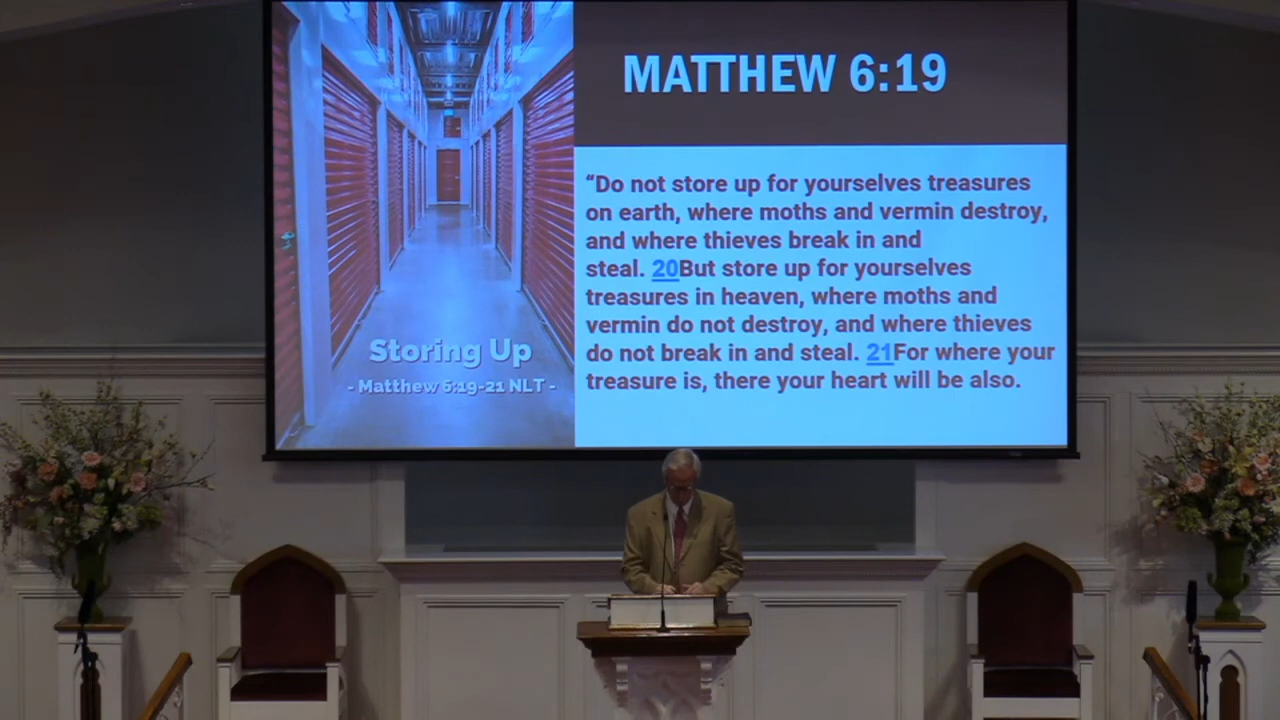 MATTHEW 6:19
“Do not store up for yourselves treasures
on earth, where moths and vermin destroy,
and where thieves break in and
steal. 20But store up for yourselves
treasures in heaven, where moths and
vermin do not destroy, and where thieves
do not break in and steal. 21For where your
treasure is, there your heart will be also.
Storing Up
- Matthew 6:19-21 NLT -